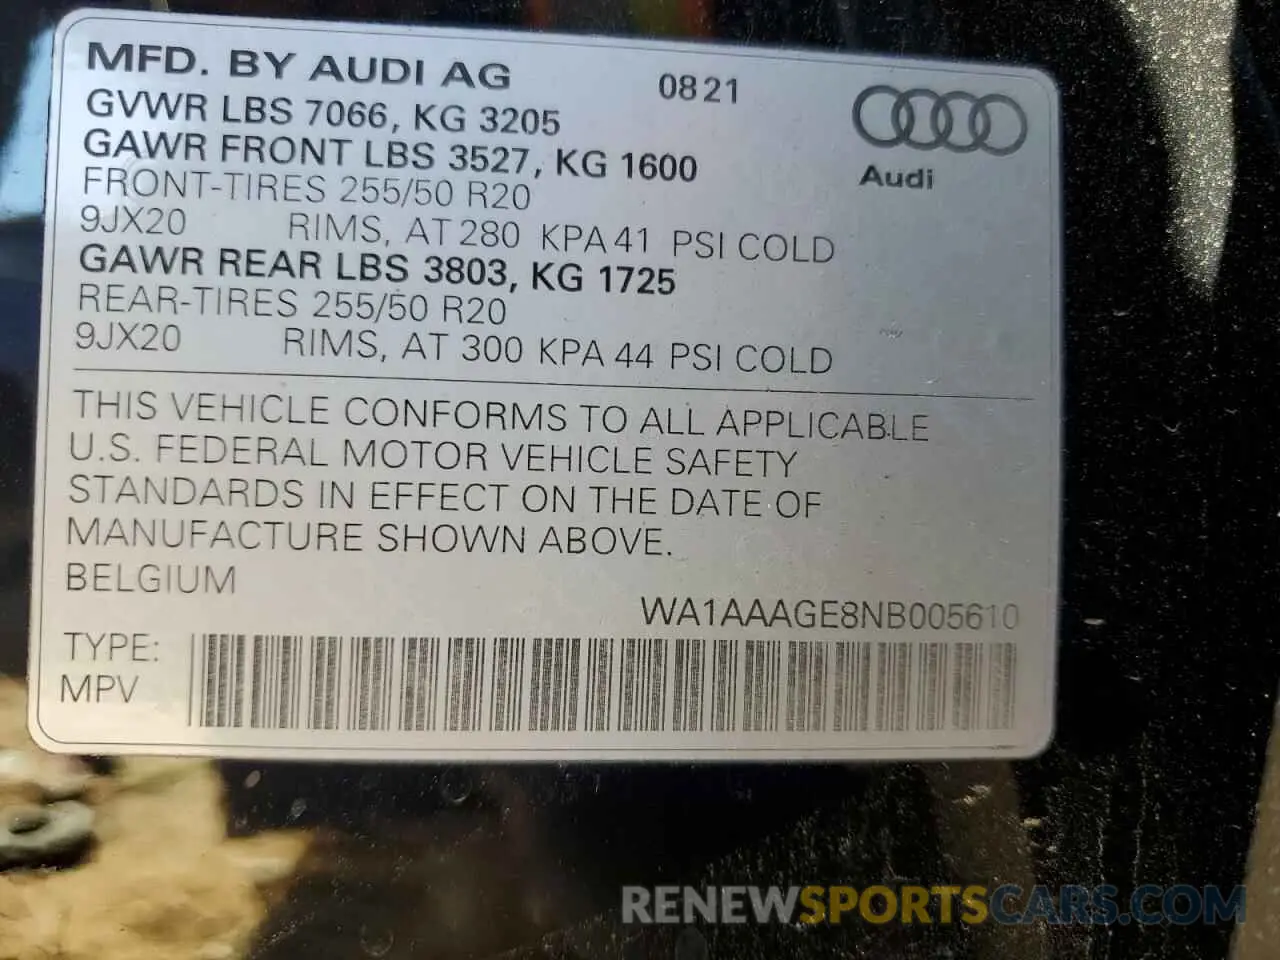 MFD. BY AUDI AG 0821
GVWR LBS 7066, KG 3205
GAWR FRONT LBS 3527, KG 1600
Audi
FRONT-TIRES 255/50 R20
9JX20 RIMS, AT 280 KPA 41 PSI COLD
GAWR REAR LBS 3803, KG 1725
REAR-TIRES 255/50 R20
9JX20 RIMS, AT 300 KPA 44 PSI COLD
THIS VEHICLE CONFORMS TO ALL APPLICABLE
U.S. FEDERAL MOTOR VEHICLE SAFETY
STANDARDS IN EFFECT ON THE DATE OF
MANUFACTURE SHOWN ABOVE.
BELGIUM
WA1AAAGE8NB005610
TYPE:
MPV
RENEWSPORTSCARS.COM